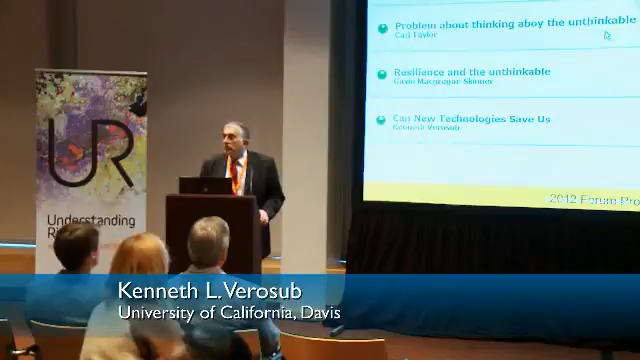 Problem about thinking aboy the unthinkable
Carl Taylor
Resilience and the unthinkable
Gavin Macgregor-Skinner
Can New Technologies Save Us
Kenneth Verosub
2012 Forum Pro
UR
Understanding
Kenneth L. Verosub
University of California, Davis